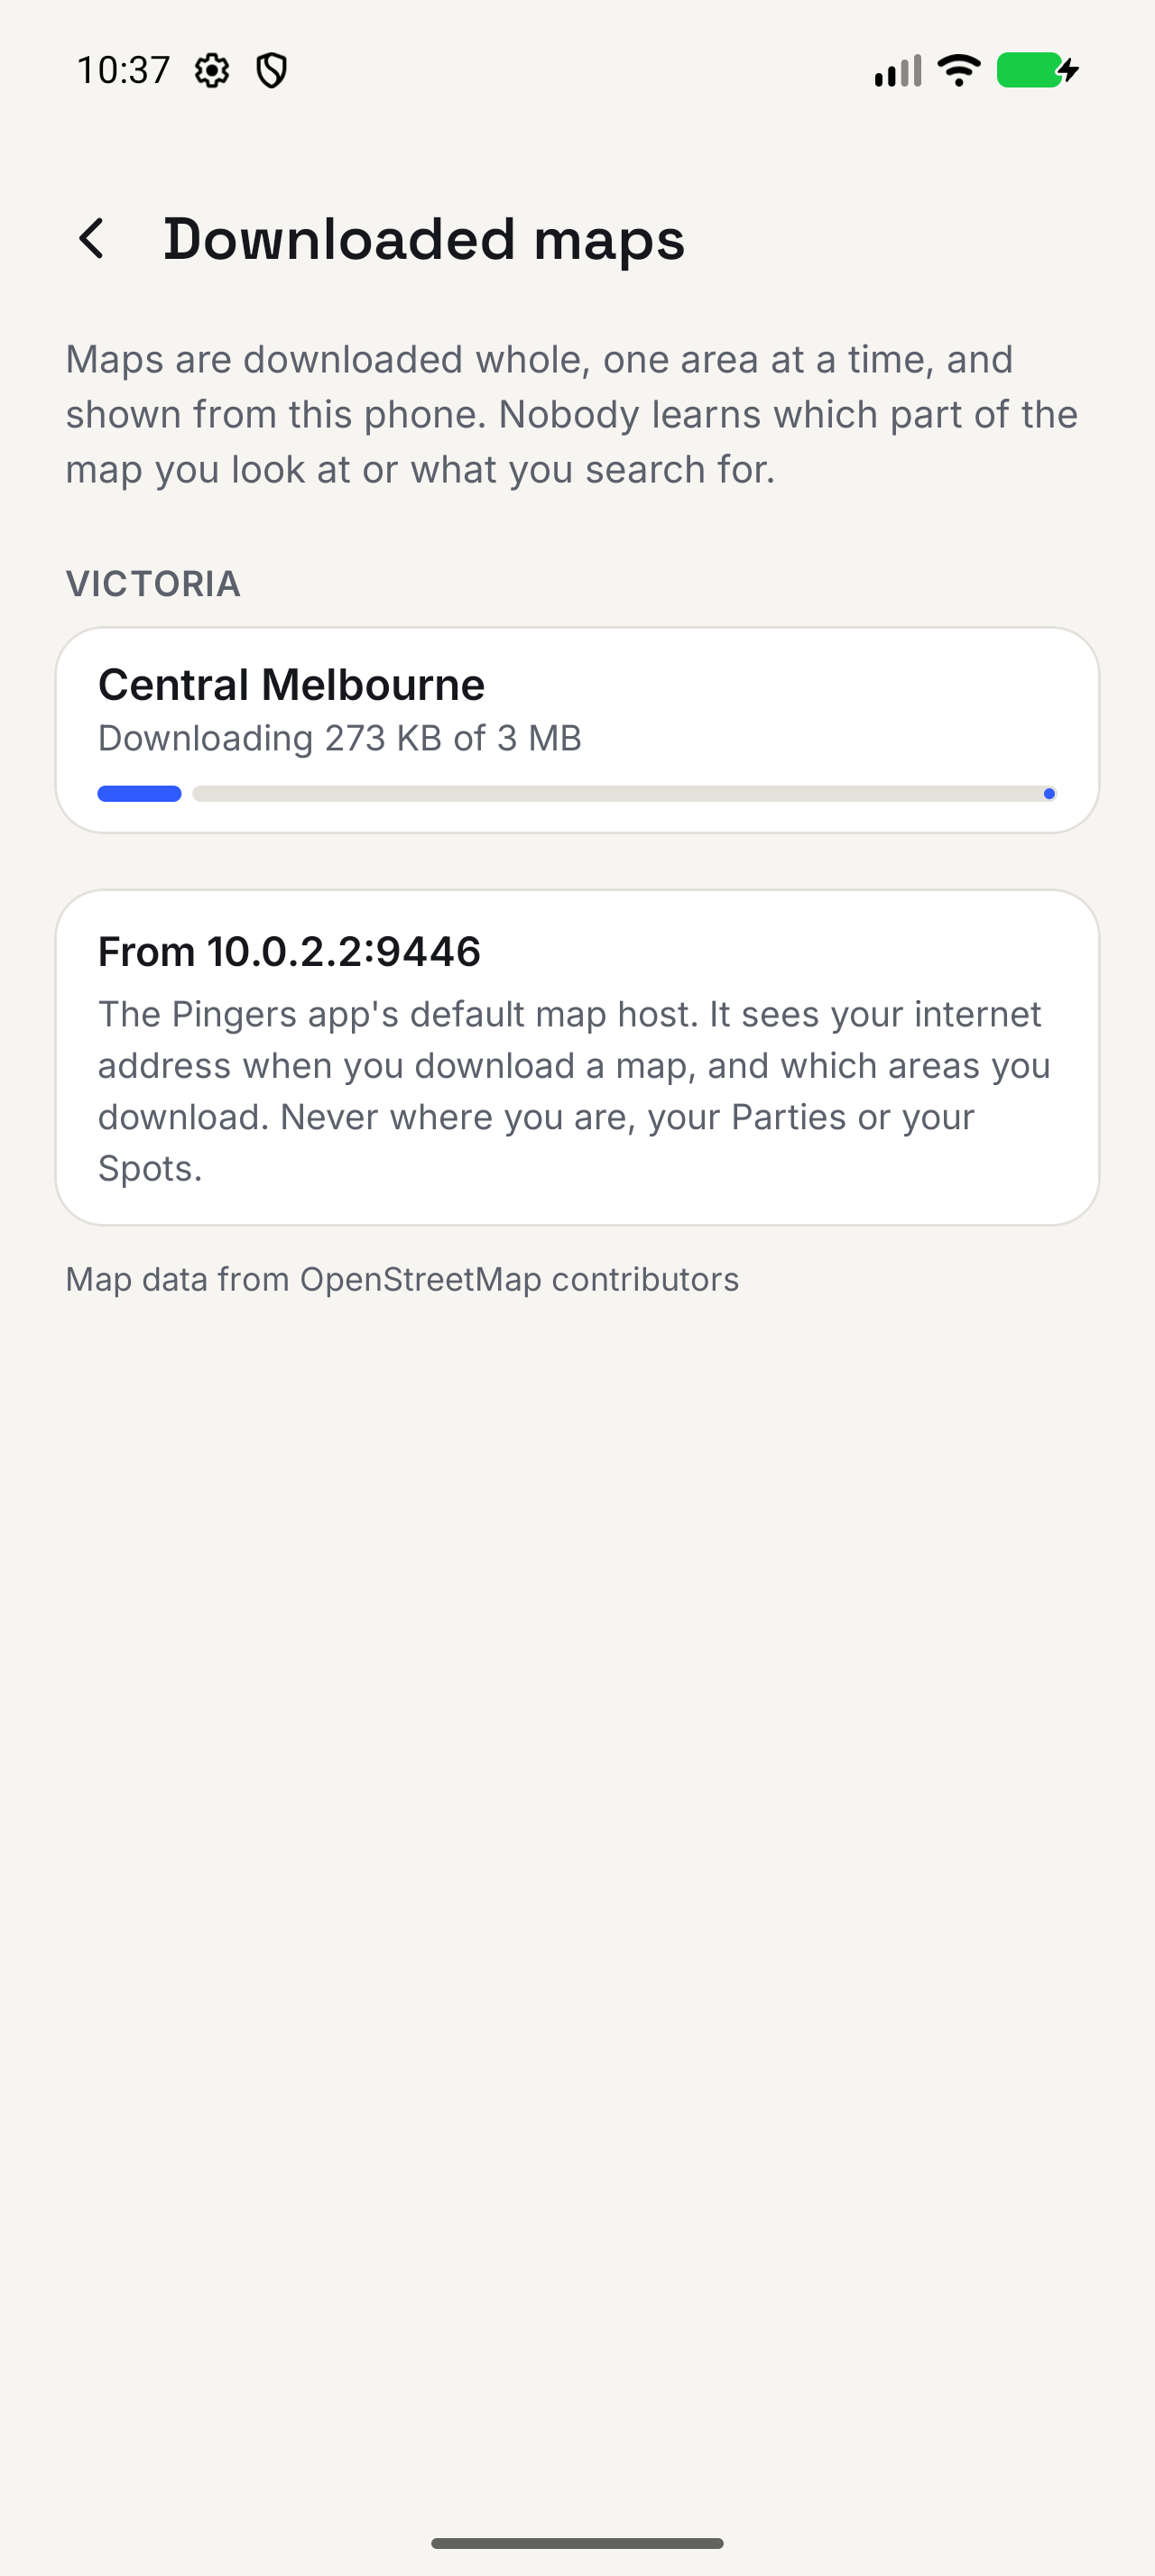 10:37
Downloaded maps
Maps are downloaded whole, one area at a time, and
shown from this phone. Nobody learns which part of the
map you look at or what you search for.
VICTORIA
Central Melbourne
Downloading 273 KB of 3 MB
From 10.0.2.2:9446
The Pingers app's default map host. It sees your internet
address when you download a map, and which areas you
download. Never where you are, your Parties or your
Spots.
Map data from OpenStreetMap contributors